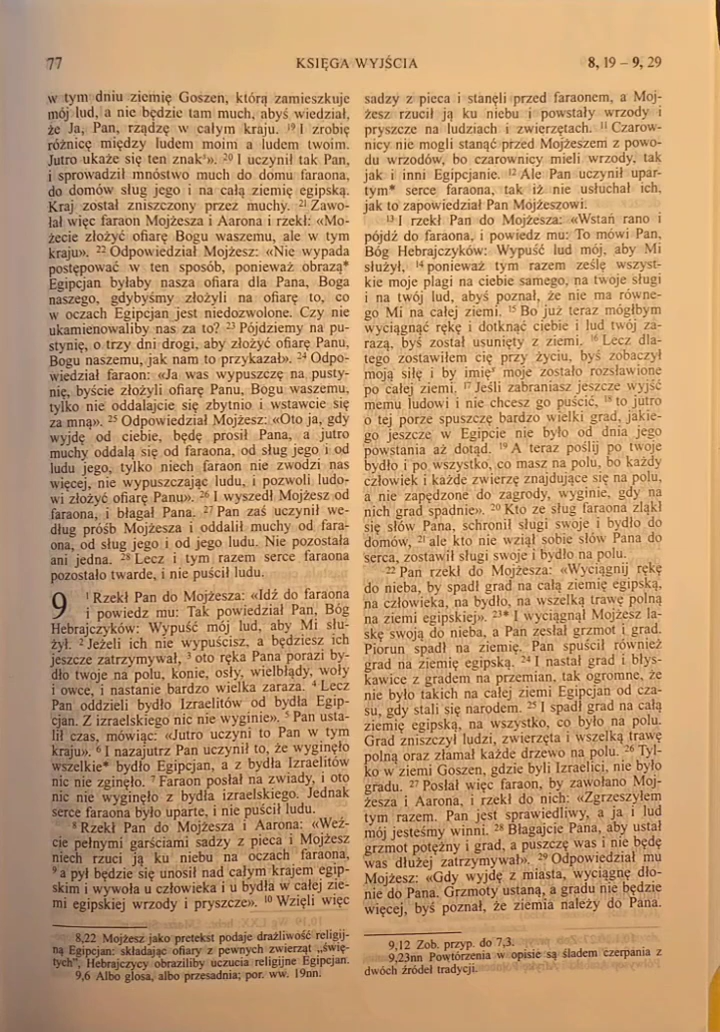 77
KSIĘGA WYJŚCIA
8, 19 – 9, 29
w tym dniu ziemię Goszen, którą zamieszkuje
mój lud, a nie będzie tam much, abyś wiedział,
że Ja, Pan, rządzę w całym kraju. 19 I zrobię
różnicę między ludem moim a ludem twoim.
Jutro ukaże się ten znak». 20 I uczynił tak Pan,
i sprowadził mnóstwo much do domu faraona,
do domów sług jego i na całą ziemię egipską.
Kraj został zniszczony przez muchy. 21 Zawo-
łał więc faraon Mojżesza i Aarona i rzekł: «Mo-
żecie złożyć ofiarę Bogu waszemu, ale w tym
kraju». 22 Odpowiedział Mojżesz: «Nie wypada
postępować w ten sposób, ponieważ obrazą*
Egipcjan byłaby nasza ofiara dla Pana, Boga
naszego, gdybyśmy złożyli na ofiarę to, co
w oczach Egipcjan jest niedozwolone. Czy nie
ukamienowaliby nas za to? 23 Pójdziemy na pu-
stynię, o trzy dni drogi, aby złożyć ofiarę Panu,
Bogu naszemu, jak nam to przykazał». 24 Odpo-
wiedział faraon: «Ja was wypuszczę na pusty-
nię, byście złożyli ofiarę Panu, Bogu waszemu,
tylko nie oddalajcie się zbytnio i wstawcie się
za mną». 25 Odpowiedział Mojżesz: «Oto ja, gdy
wyjdę od ciebie, będę prosił Pana, a jutro
muchy oddalą się od faraona, od sług jego i od
ludu jego, tylko niech faraon nie zwodzi nas
więcej, nie wypuszczając ludu, i pozwoli ludo-
wi złożyć ofiarę Panu». 26 I wyszedł Mojżesz od
faraona, i błagał Pana. 27 Pan zaś uczynił we-
dług próśb Mojżesza i oddalił muchy od fara-
ona, od sług jego i od jego ludu. Nie pozostała
ani jedna. 28 Lecz i tym razem serce faraona
pozostało twarde, i nie puścił ludu.
9 1 Rzekł Pan do Mojżesza: «Idź do faraona
i powiedz mu: Tak powiedział Pan, Bóg
Hebrajczyków: Wypuść mój lud, aby Mi słu-
żył. 2 Jeżeli ich nie wypuścisz, a będziesz ich
jeszcze zatrzymywał, 3 oto ręka Pana porazi by-
dło twoje na polu, konie, osły, wielbłądy, woły
i owce, i nastanie bardzo wielka zaraza. 4 Lecz
Pan oddzieli bydło Izraelitów od bydła Egip-
cjan. Z izraelskiego nic nie wyginie». 5 Pan usta-
lił czas, mówiąc: «Jutro uczyni to Pan w tym
kraju». 6 I nazajutrz Pan uczynił to, że wyginęło
wszelkie* bydło Egipcjan, a z bydła Izraelitów
nic nie zginęło. 7 Faraon posłał na zwiady, i oto
nic nie wyginęło z bydła izraelskiego. Jednak
serce faraona było uparte, i nie puścił ludu.
8 Rzekł Pan do Mojżesza i Aarona: «Weź-
cie pełnymi garściami sadzy z pieca i Mojżesz
niech rzuci ją ku niebu na oczach faraona,
9 a pył będzie się unosił nad całym krajem egip-
skim i wywoła u człowieka i u bydła w całej zie-
mi egipskiej wrzody i pryszcze». 10 Wzięli więc
8,22 Mojżesz jako pretekst podaje drażliwość religij-
ną Egipcjan: składając ofiary z pewnych zwierząt „świę-
tych”, Hebrajczycy obraziliby uczucia religijne Egipcjan.
9,6 Albo glosa, albo przesadnia; por. ww. 19nn.
sadzy z pieca i stanęli przed faraonem, a Moj-
żesz rzucił ją ku niebu i powstały wrzody i
pryszcze na ludziach i zwierzętach. 11 Czarow-
nicy nie mogli stanąć przed Mojżeszem z powo-
du wrzodów, bo czarownicy mieli wrzody, tak
jak i inni Egipcjanie. 12 Ale Pan uczynił upar-
tym* serce faraona, tak iż nie usłuchał ich,
jak to zapowiedział Pan Mojżeszowi.
13 I rzekł Pan do Mojżesza: «Wstań rano i
pójdź do faraona, i powiedz mu: To mówi Pan,
Bóg Hebrajczyków: Wypuść lud mój, aby Mi
służył, 14 ponieważ tym razem ześlę wszyst-
kie moje plagi na ciebie samego, na twoje sługi
i na twój lud, abyś poznał, że nie ma równe-
go Mi na całej ziemi. 15 Bo już teraz mógłbym
wyciągnąć rękę i dotknąć ciebie i lud twój za-
razą, byś został usunięty z ziemi. 16 Lecz dla-
tego zostawiłem cię przy życiu, byś zobaczył
moją siłę i by imię moje zostało rozsławione
po całej ziemi. 17 Jeśli zabraniasz jeszcze wyjść
memu ludowi i nie chcesz go puścić, 18 to jutro
o tej porze spuszczę bardzo wielki grad, jakie-
go jeszcze w Egipcie nie było od dnia jego
powstania aż dotąd. 19 A teraz poślij po twoje
bydło i po wszystko, co masz na polu, bo każdy
człowiek i każde zwierzę znajdujące się na polu,
a nie zapędzone do zagrody, wyginie, gdy na
nich grad spadnie». 20 Kto ze sług faraona zląkł
się słów Pana, schronił sługi swoje i bydło do
domów, 21 ale kto nie wziął sobie słów Pana do
serca, zostawił sługi swoje i bydło na polu.
22 Pan rzekł do Mojżesza: «Wyciągnij rękę
do nieba, by spadł grad na całą ziemię egipską,
na człowieka, na bydło, na wszelką trawę polną
na ziemi egipskiej». 23* I wyciągnął Mojżesz la-
skę swoją do nieba, a Pan zesłał grzmot i grad.
Piorun spadł na ziemię. Pan spuścił również
grad na ziemię egipską. 24 I nastał grad i błys-
kawice z gradem na przemian, tak ogromne, że
nie było takich na całej ziemi Egipcjan od cza-
su, gdy stali się narodem. 25 I spadł grad na całą
ziemię egipską, na wszystko, co było na polu.
Grad zniszczył ludzi, zwierzęta i wszelką trawę
polną oraz złamał każde drzewo na polu. 26 Tyl-
ko w ziemi Goszen, gdzie byli Izraelici, nie było
gradu. 27 Posłał więc faraon, by zawołano Moj-
żesza i Aarona, i rzekł do nich: «Zgrzeszyłem
tym razem. Pan jest sprawiedliwy, a ja i lud
mój jesteśmy winni. 28 Błagajcie Pana, aby ustał
grzmot potężny i grad, a puszczę was i nie będę
was dłużej zatrzymywał». 29 Odpowiedział mu
Mojżesz: «Gdy wyjdę z miasta, wyciągnę dło-
nie do Pana. Grzmoty ustaną, a gradu nie będzie
więcej, byś poznał, że ziemia należy do Pana.
9,12 Zob. przyp. do 7,3.
9,23nn Powtórzenia w opisie są śladem czerpania z
dwóch źródeł tradycji.